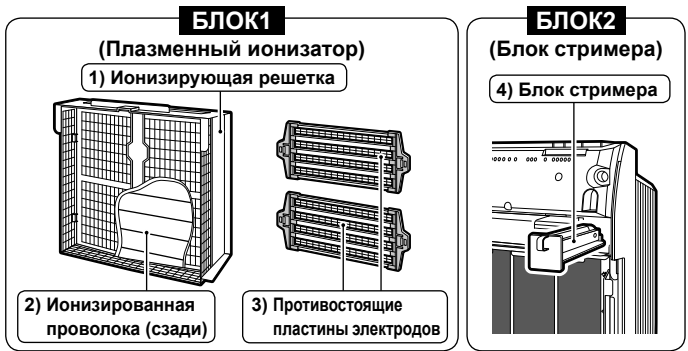 БЛОК1
(Плазменный ионизатор)
1) Ионизирующая решетка
2) Ионизированная
проволока (сзади)
3) Противостоящие
пластины электродов
БЛОК2
(Блок стримера)
4) Блок стримера